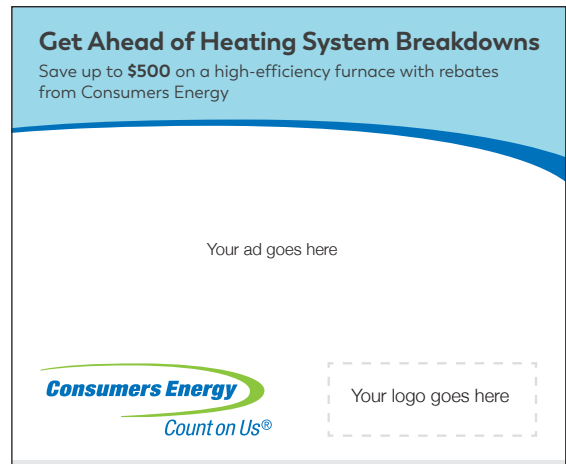 Get Ahead of Heating System Breakdowns
Save up to $500 on a high-efficiency furnace with rebates
from Consumers Energy
Your ad goes here
Consumers Energy
Count on Us®
Your logo goes here